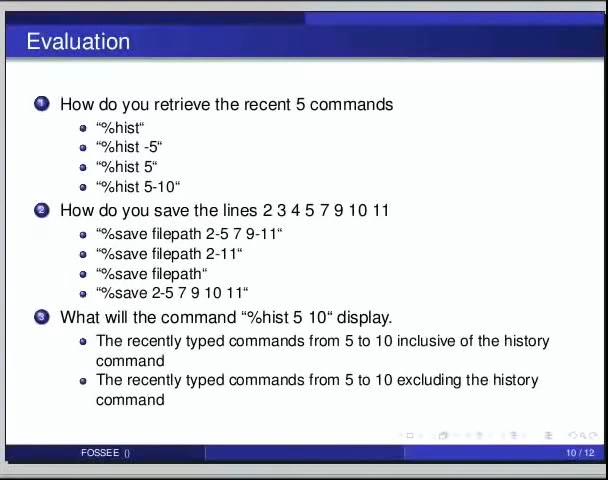 Evaluation
1 How do you retrieve the recent 5 commands
“%hist“
“%hist -5“
“%hist 5“
“%hist 5-10“
2 How do you save the lines 2 3 4 5 7 9 10 11
“%save filepath 2-5 7 9-11“
“%save filepath 2-11“
“%save filepath“
“%save 2-5 7 9 10 11“
3 What will the command “%hist 5 10“ display.
The recently typed commands from 5 to 10 inclusive of the history
command
The recently typed commands from 5 to 10 excluding the history
command
FOSSEE ()
10 / 12